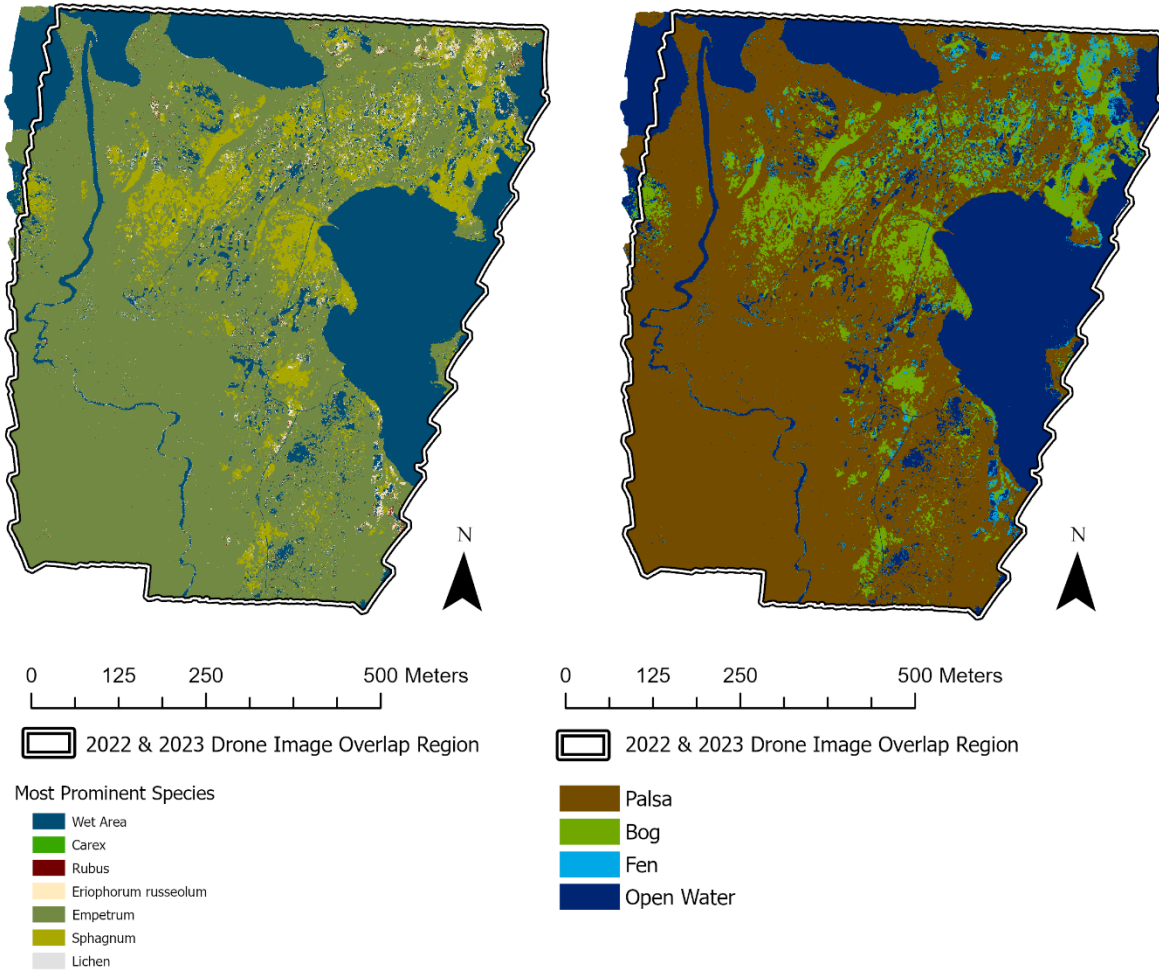 N
N
0 125 250 500 Meters
0 125 250 500 Meters
2022 & 2023 Drone Image Overlap Region
2022 & 2023 Drone Image Overlap Region
Most Prominent Species
Wet Area
Carex
Rubus
Eriophorum russeolum
Empetrum
Sphagnum
Lichen
Palsa
Bog
Fen
Open Water